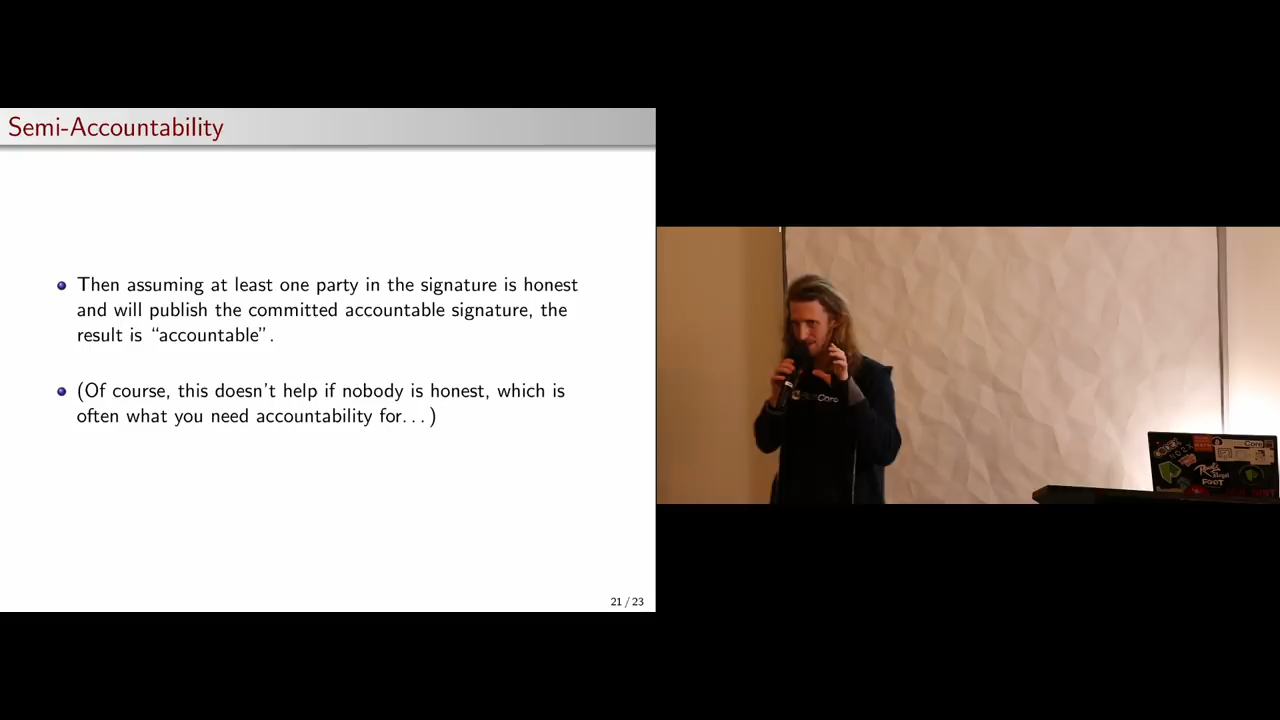 Semi-Accountability
Then assuming at least one party in the signature is honest
and will publish the committed accountable signature, the
result is “accountable”.
(Of course, this doesn’t help if nobody is honest, which is
often what you need accountability for. . . )
21 / 23
Core
FOOT